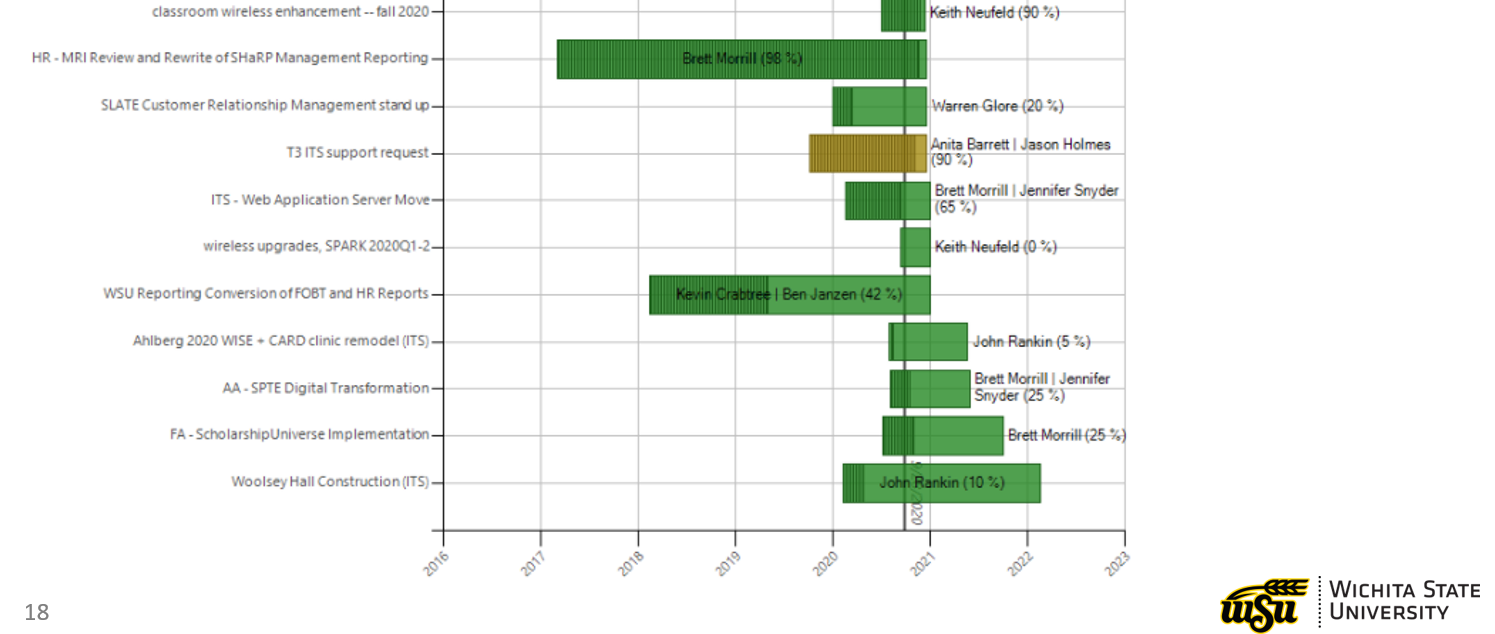 classroom wireless enhancement -- fall 2020
Keith Neufeld (90 %)
HR - MRI Review and Rewrite of SHaRP Management Reporting
Brett Morrill (98 %)
SLATE Customer Relationship Management stand up
Warren Glore (20 %)
T3 ITS support request
Anita Barrett | Jason Holmes
(90 %)
ITS - Web Application Server Move
Brett Morrill | Jennifer Snyder
(65 %)
wireless upgrades, SPARK 2020Q1-2
Keith Neufeld (0 %)
WSU Reporting Conversion of FOBT and HR Reports
Kevin Crabtree | Ben Janzen (42 %)
Ahlberg 2020 WISE + CARD clinic remodel (ITS)
John Rankin (5 %)
AA - SPTE Digital Transformation
Brett Morrill | Jennifer
Snyder (25 %)
FA - ScholarshipUniverse Implementation
Brett Morrill (25 %)
Woolsey Hall Construction (ITS)
John Rankin (10 %)
2016
2017
2018
2019
2020
2021
2022
2023
18
WSU
WICHITA STATE
UNIVERSITY